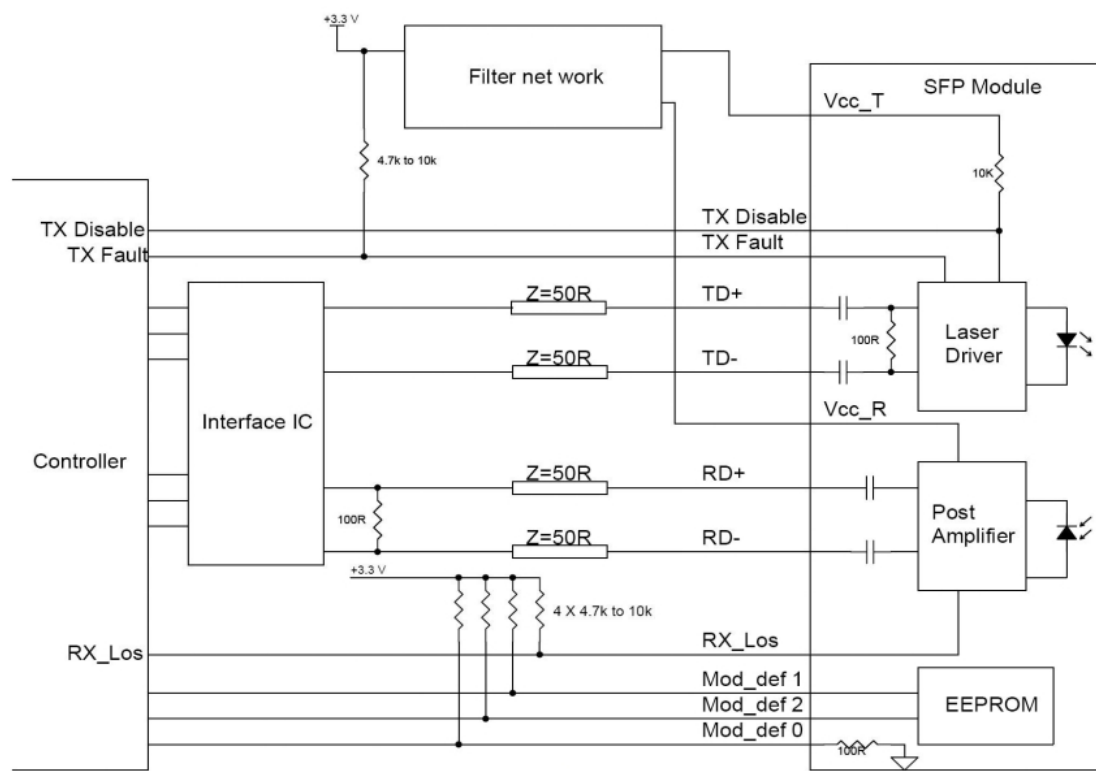 +3.3 V
Filter net work
SFP Module
Vcc_T
4.7k to 10k
10K
TX Disable
TX Disable
TX Fault
TX Fault
Z=50R
TD+
Laser
Driver
100R
Z=50R
TD-
Vcc_R
Interface IC
Controller
Z=50R
RD+
100R
Post
Amplifier
Z=50R
RD-
+3.3 V
4 X 4.7k to 10k
RX_Los
RX_Los
Mod_def 1
Mod_def 2
EEPROM
Mod_def 0
100R